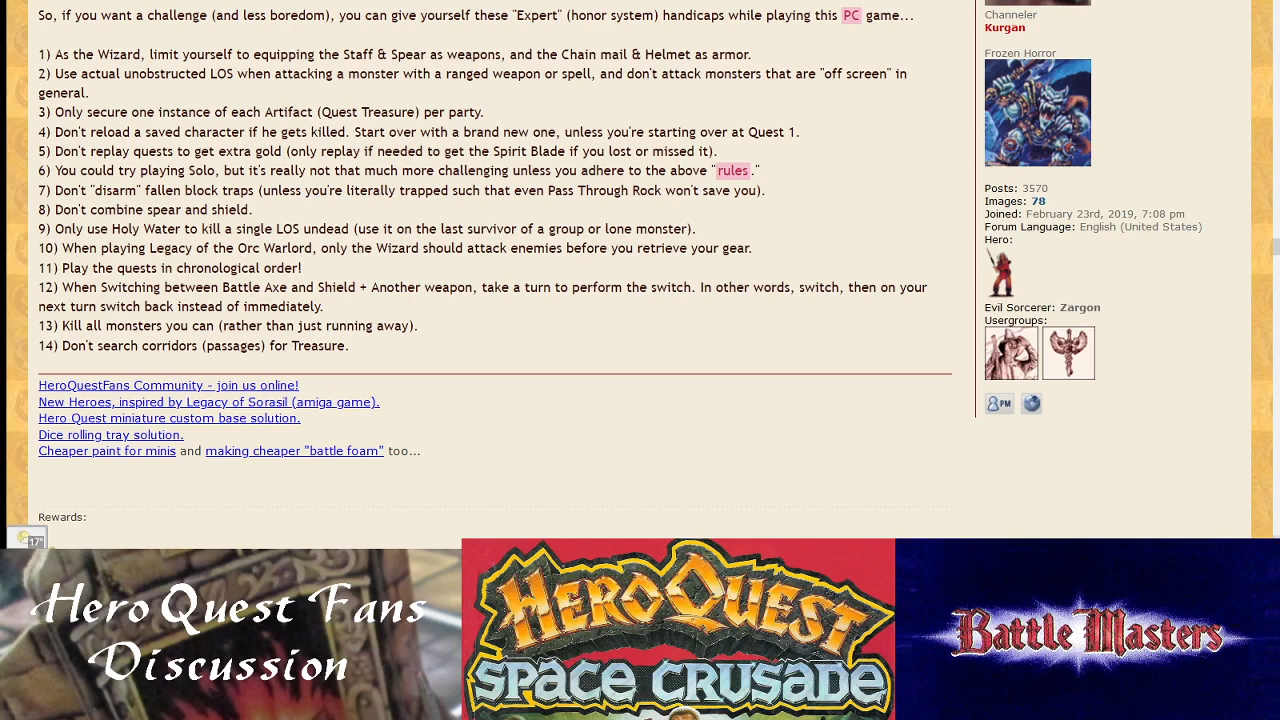 So, if you want a challenge (and less boredom), you can give yourself these "Expert" (honor system) handicaps while playing this PC game...
1) As the Wizard, limit yourself to equipping the Staff & Spear as weapons, and the Chain mail & Helmet as armor.
2) Use actual unobstructed LOS when attacking a monster with a ranged weapon or spell, and don't attack monsters that are "off screen" in
general.
3) Only secure one instance of each Artifact (Quest Treasure) per party.
4) Don't reload a saved character if he gets killed. Start over with a brand new one, unless you're starting over at Quest 1.
5) Don't replay quests to get extra gold (only replay if needed to get the Spirit Blade if you lost or missed it).
6) You could try playing Solo, but it's really not that much more challenging unless you adhere to the above "rules."
7) Don't "disarm" fallen block traps (unless you're literally trapped such that even Pass Through Rock won't save you).
8) Don't combine spear and shield.
9) Only use Holy Water to kill a single LOS undead (use it on the last survivor of a group or lone monster).
10) When playing Legacy of the Orc Warlord, only the Wizard should attack enemies before you retrieve your gear.
11) Play the quests in chronological order!
12) When Switching between Battle Axe and Shield + Another weapon, take a turn to perform the switch. In other words, switch, then on your
next turn switch back instead of immediately.
13) Kill all monsters you can (rather than just running away).
14) Don't search corridors (passages) for Treasure.
HeroQuestFans Community - join us online!
New Heroes, inspired by Legacy of Sorasil (amiga game).
Hero Quest miniature custom base solution.
Dice rolling tray solution.
Cheaper paint for minis and making cheaper "battle foam" too...
Rewards:
Channeler
Kurgan
Frozen Horror
Posts: 3570
Images: 78
Joined: February 23rd, 2019, 7:08 pm
Forum Language: English (United States)
Hero:
Evil Sorcerer: Zargon
Usergroups:
PM
17°
HeroQuest Fans
Discussion
HEROQUEST
SPACE CRUSADE
Battle Masters